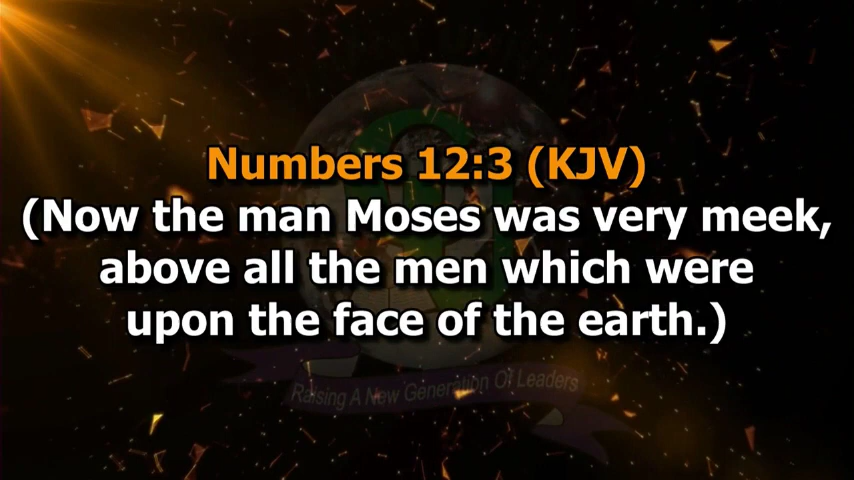 Numbers 12:3 (KJV)
(Now the man Moses was very meek,
above all the men which were
upon the face of the earth.)
Raising A New Generation Of Leaders